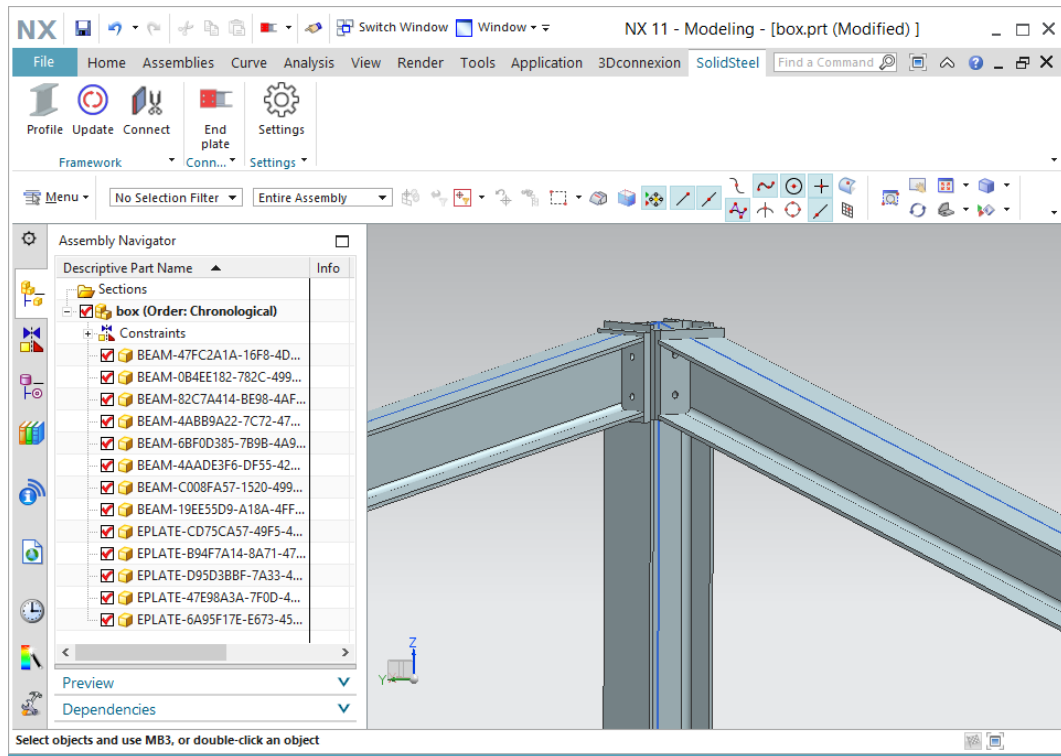 NX Switch Window Window NX 11 - Modeling - [box.prt (Modified) ]
File Home Assemblies Curve Analysis View Render Tools Application 3Dconnexion SolidSteel Find a Command
Profile Update Connect End plate Settings
Framework Conn... Settings
Menu No Selection Filter Entire Assembly
Assembly Navigator
Descriptive Part Name Info
Sections
box (Order: Chronological)
Constraints
BEAM-47FC2A1A-16F8-4D...
BEAM-0B4EE182-782C-499...
BEAM-82C7A414-BE98-4AF...
BEAM-4ABB9A22-7C72-47...
BEAM-6BF0D385-7B9B-4A9...
BEAM-4AADE3F6-DF55-42...
BEAM-C008FA57-1520-499...
BEAM-19EE55D9-A18A-4FF...
EPLATE-CD75CA57-49F5-4...
EPLATE-B94F7A14-8A71-47...
EPLATE-D95D3BBF-7A33-4...
EPLATE-47E98A3A-7F0D-4...
EPLATE-6A95F17E-E673-45...
Z
Y
Preview
Dependencies
Select objects and use MB3, or double-click an object